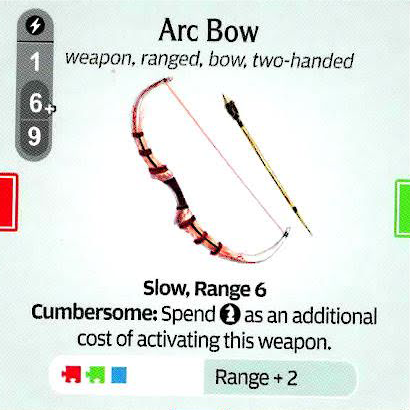 Arc Bow
weapon, ranged, bow, two-handed
1
6+
9
Slow, Range 6
Cumbersome: Spend as an additional
cost of activating this weapon.
Range + 2